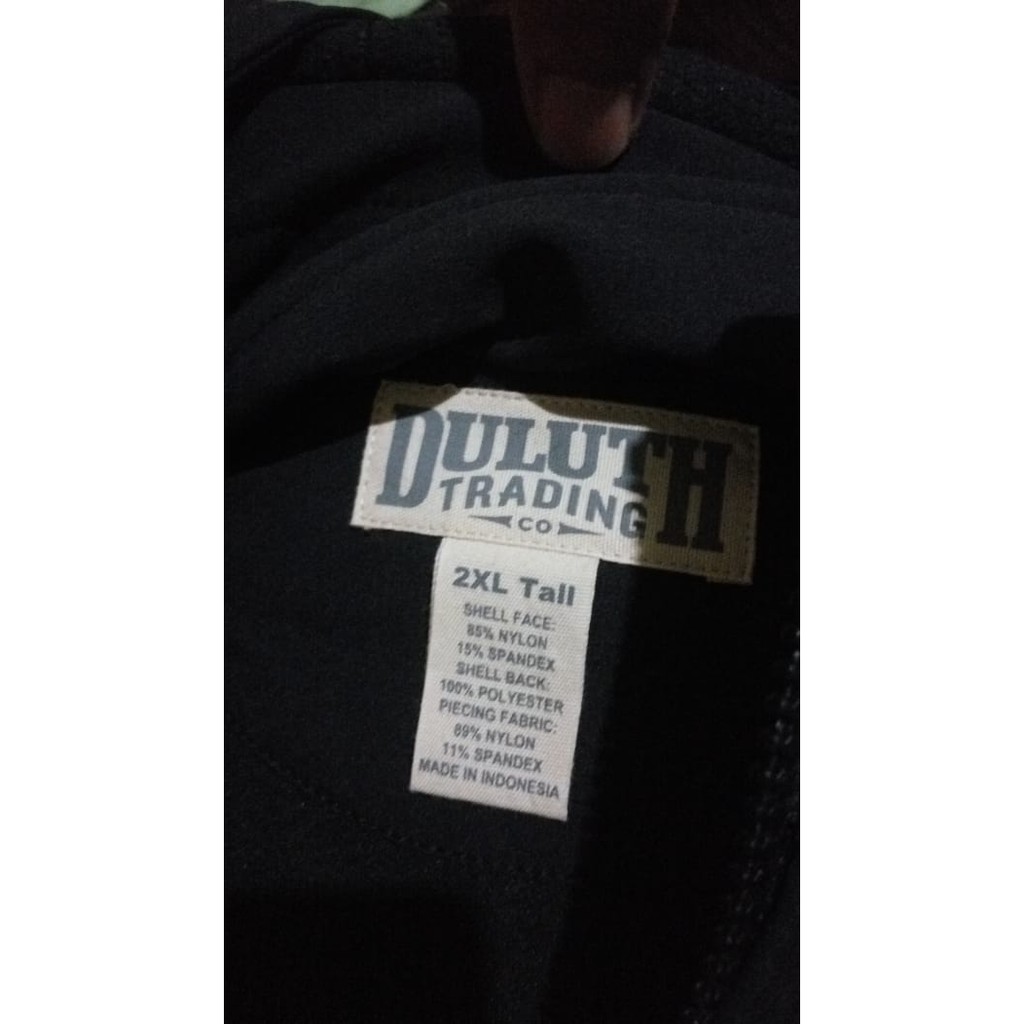 DULUTH
TRADING
CO
2XL Tall
SHELL FACE:
85% NYLON
15% SPANDEX
SHELL BACK:
100% POLYESTER
PIECING FABRIC:
89% NYLON
11% SPANDEX
MADE IN INDONESIA